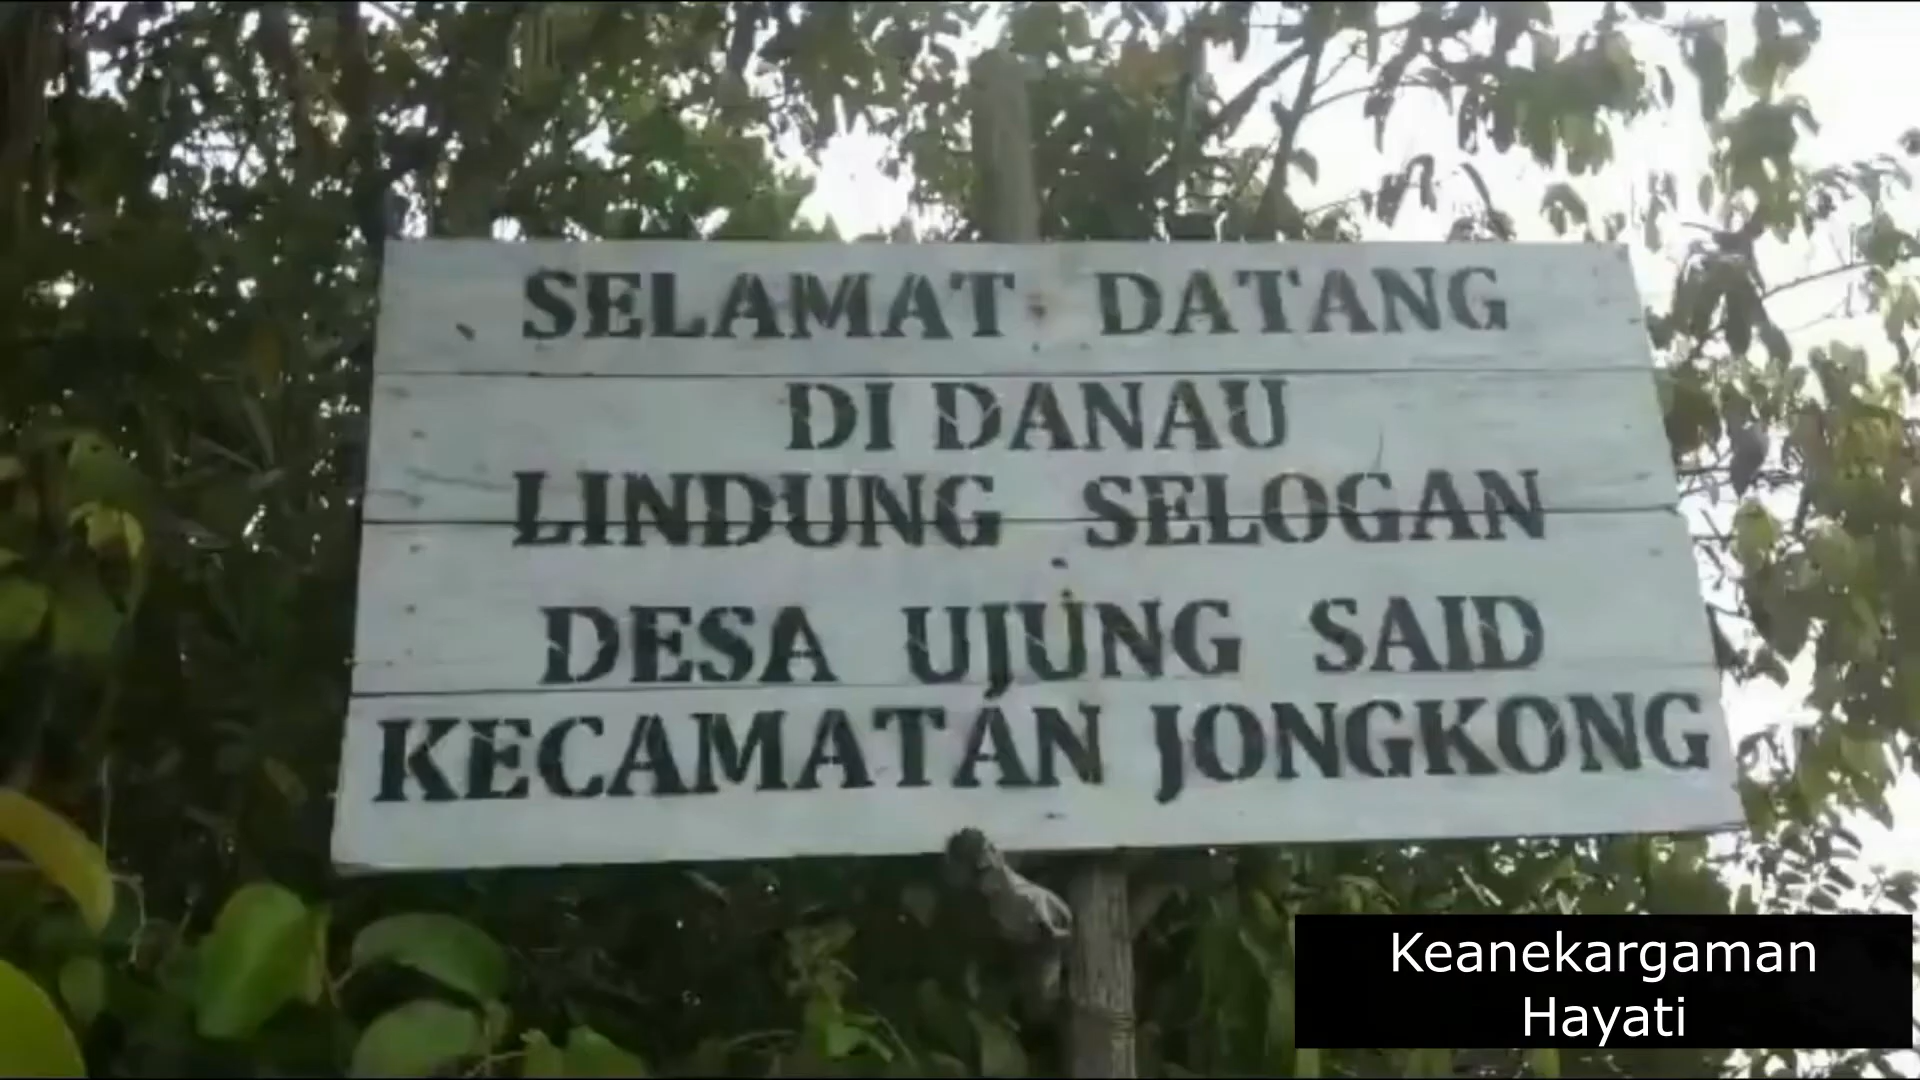 SELAMAT DATANG
DI DANAU
LINDUNG SELOGAN
DESA UJUNG SAID
KECAMATAN JONGKONG
Keanekargaman
Hayati